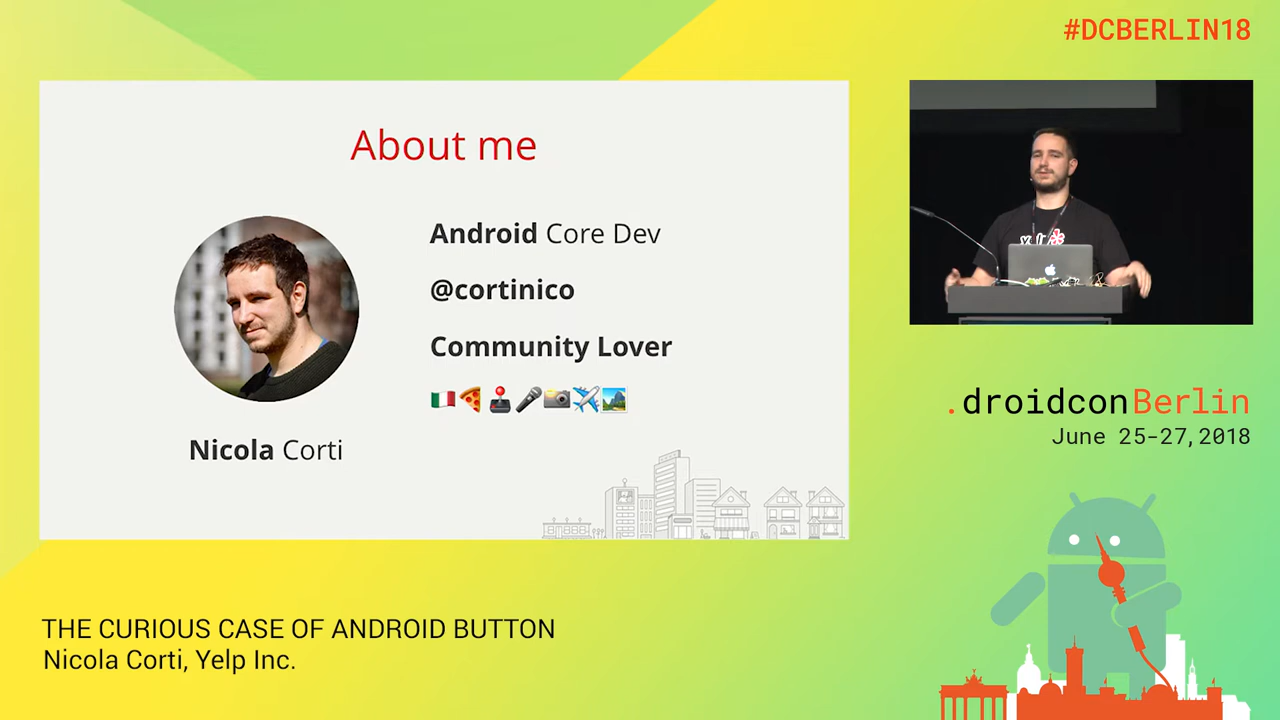 #DCBERLIN18
About me
Android Core Dev
@cortinico
Community Lover
Nicola Corti
.droidconBerlin
June 25-27, 2018
THE CURIOUS CASE OF ANDROID BUTTON
Nicola Corti, Yelp Inc.